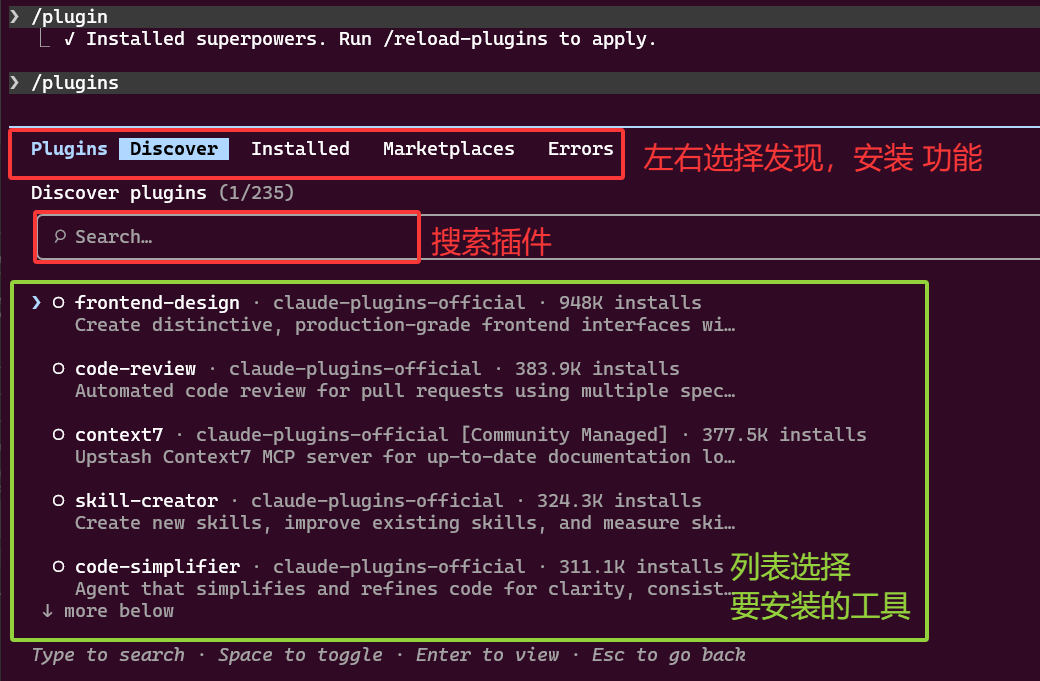 ❯ /plugin
⎿ √ Installed superpowers. Run /reload-plugins to apply.
❯ /plugins
Plugins Discover Installed Marketplaces Errors
左右选择发现，安装 功能
Discover plugins (1/235)
⌕ Search…
搜索插件
❯ ○ frontend-design · claude-plugins-official · 948K installs
Create distinctive, production-grade frontend interfaces wi…
○ code-review · claude-plugins-official · 383.9K installs
Automated code review for pull requests using multiple spec…
○ context7 · claude-plugins-official [Community Managed] · 377.5K installs
Upstash Context7 MCP server for up-to-date documentation lo…
○ skill-creator · claude-plugins-official · 324.3K installs
Create new skills, improve existing skills, and measure ski…
○ code-simplifier · claude-plugins-official · 311.1K installs
Agent that simplifies and refines code for clarity, consist…
↓ more below
列表选择
要安装的工具
Type to search · Space to toggle · Enter to view · Esc to go back